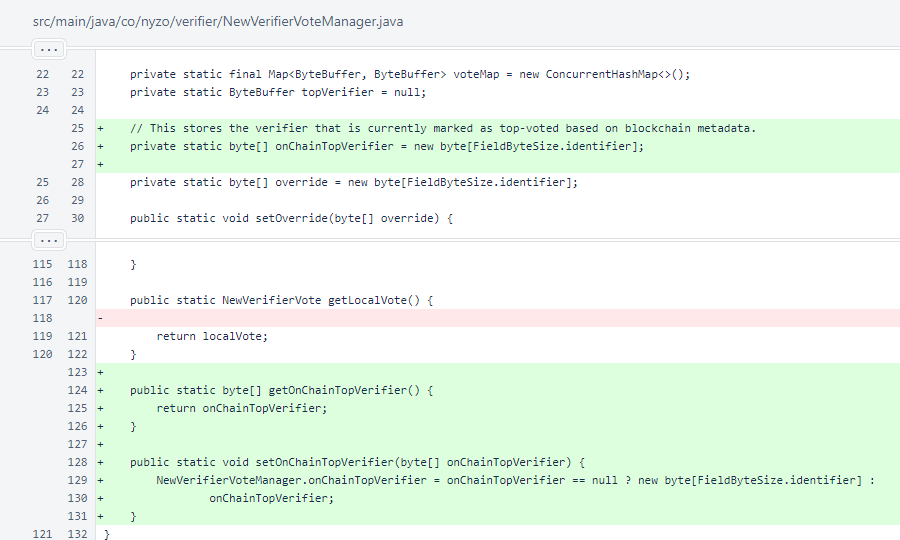 src/main/java/co/nyzo/verifier/NewVerifierVoteManager.java
...
22 22 private static final Map<ByteBuffer, ByteBuffer> voteMap = new ConcurrentHashMap<>();
23 23 private static ByteBuffer topVerifier = null;
24 24
25 + // This stores the verifier that is currently marked as top-voted based on blockchain metadata.
26 + private static byte[] onChainTopVerifier = new byte[FieldByteSize.identifier];
27 +
25 28 private static byte[] override = new byte[FieldByteSize.identifier];
26 29
27 30 public static void setOverride(byte[] override) {
...
115 118 }
116 119
117 120 public static NewVerifierVote getLocalVote() {
118 -
119 121 return localVote;
120 122 }
123 +
124 + public static byte[] getOnChainTopVerifier() {
125 + return onChainTopVerifier;
126 + }
127 +
128 + public static void setOnChainTopVerifier(byte[] onChainTopVerifier) {
129 + NewVerifierVoteManager.onChainTopVerifier = onChainTopVerifier == null ? new byte[FieldByteSize.identifier] :
130 + onChainTopVerifier;
131 + }
121 132 }